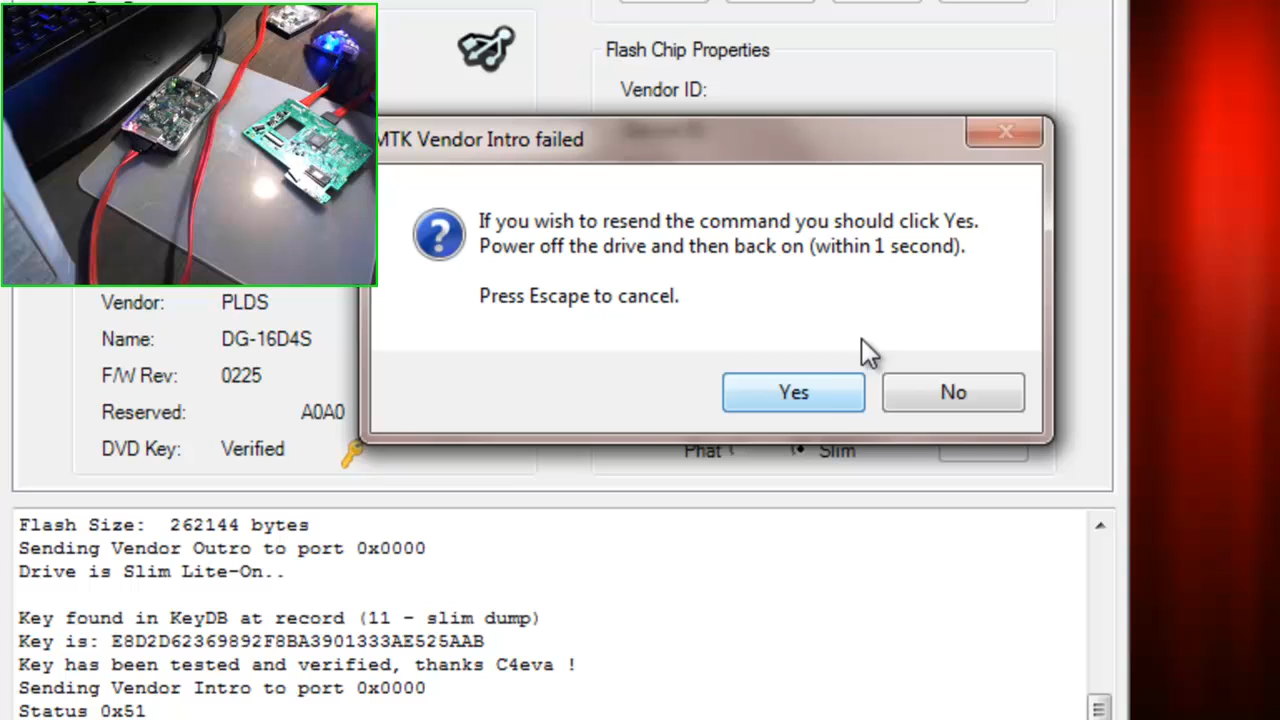 Flash Chip Properties
Vendor ID:
MTK Vendor Intro failed
If you wish to resend the command you should click Yes.
Power off the drive and then back on (within 1 second).
Press Escape to cancel.
Yes
No
Vendor: PLDS
Name: DG-16D4S
F/W Rev: 0225
Reserved: A0A0
DVD Key: Verified
Phat
Slim
Flash Size: 262144 bytes
Sending Vendor Outro to port 0x0000
Drive is Slim Lite-On..
Key found in KeyDB at record (11 - slim dump)
Key is: E8D2D62369892F8BA3901333AE525AAB
Key has been tested and verified, thanks C4eva !
Sending Vendor Intro to port 0x0000
Status 0x51